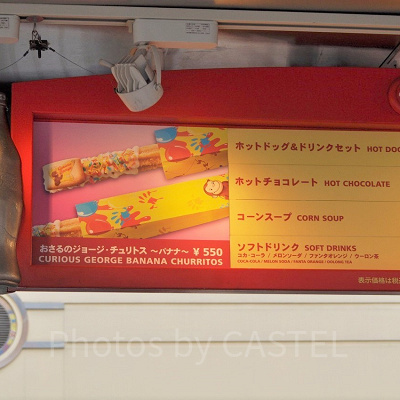 ホットドッグ&ドリンクセット HOT DOG
ホットチョコレート HOT CHOCOLATE
コーンスープ CORN SOUP
おさるのジョージ・チュリトス 〜バナナ〜 ¥550
CURIOUS GEORGE BANANA CHURRITOS
ソフトドリンク SOFT DRINKS
コカ・コーラ / メロンソーダ / ファンタオレンジ / ウーロン茶
COCA-COLA / MELON SODA / FANTA ORANGE / OOLONG TEA
表示価格は税
Photos by CASTEL